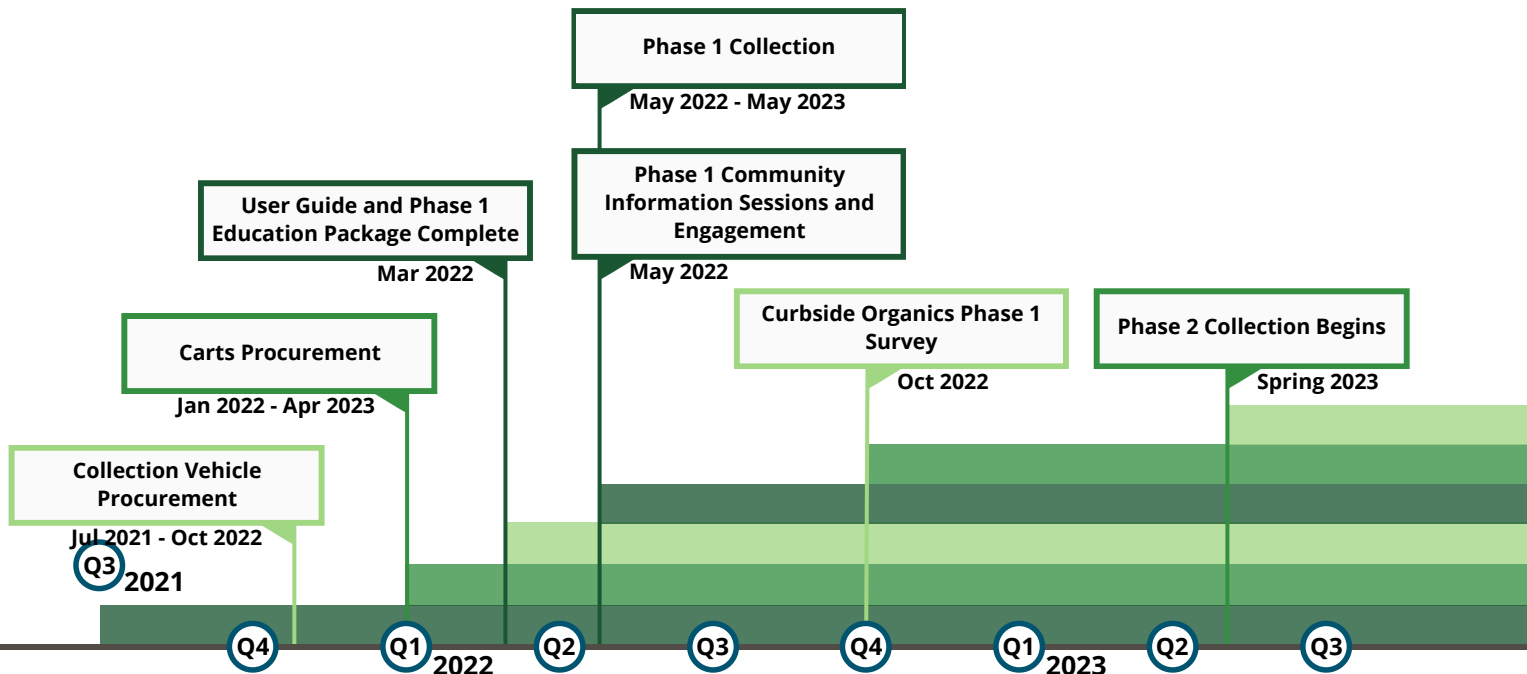 Phase 1 Collection
May 2022 - May 2023
Phase 1 Community
Information Sessions and
Engagement
May 2022
User Guide and Phase 1
Education Package Complete
Mar 2022
Curbside Organics Phase 1
Survey
Oct 2022
Phase 2 Collection Begins
Spring 2023
Carts Procurement
Jan 2022 - Apr 2023
Collection Vehicle
Procurement
Jul 2021 - Oct 2022
Q3 2021
Q4
Q1 2022
Q2
Q3
Q4
Q1 2023
Q2
Q3